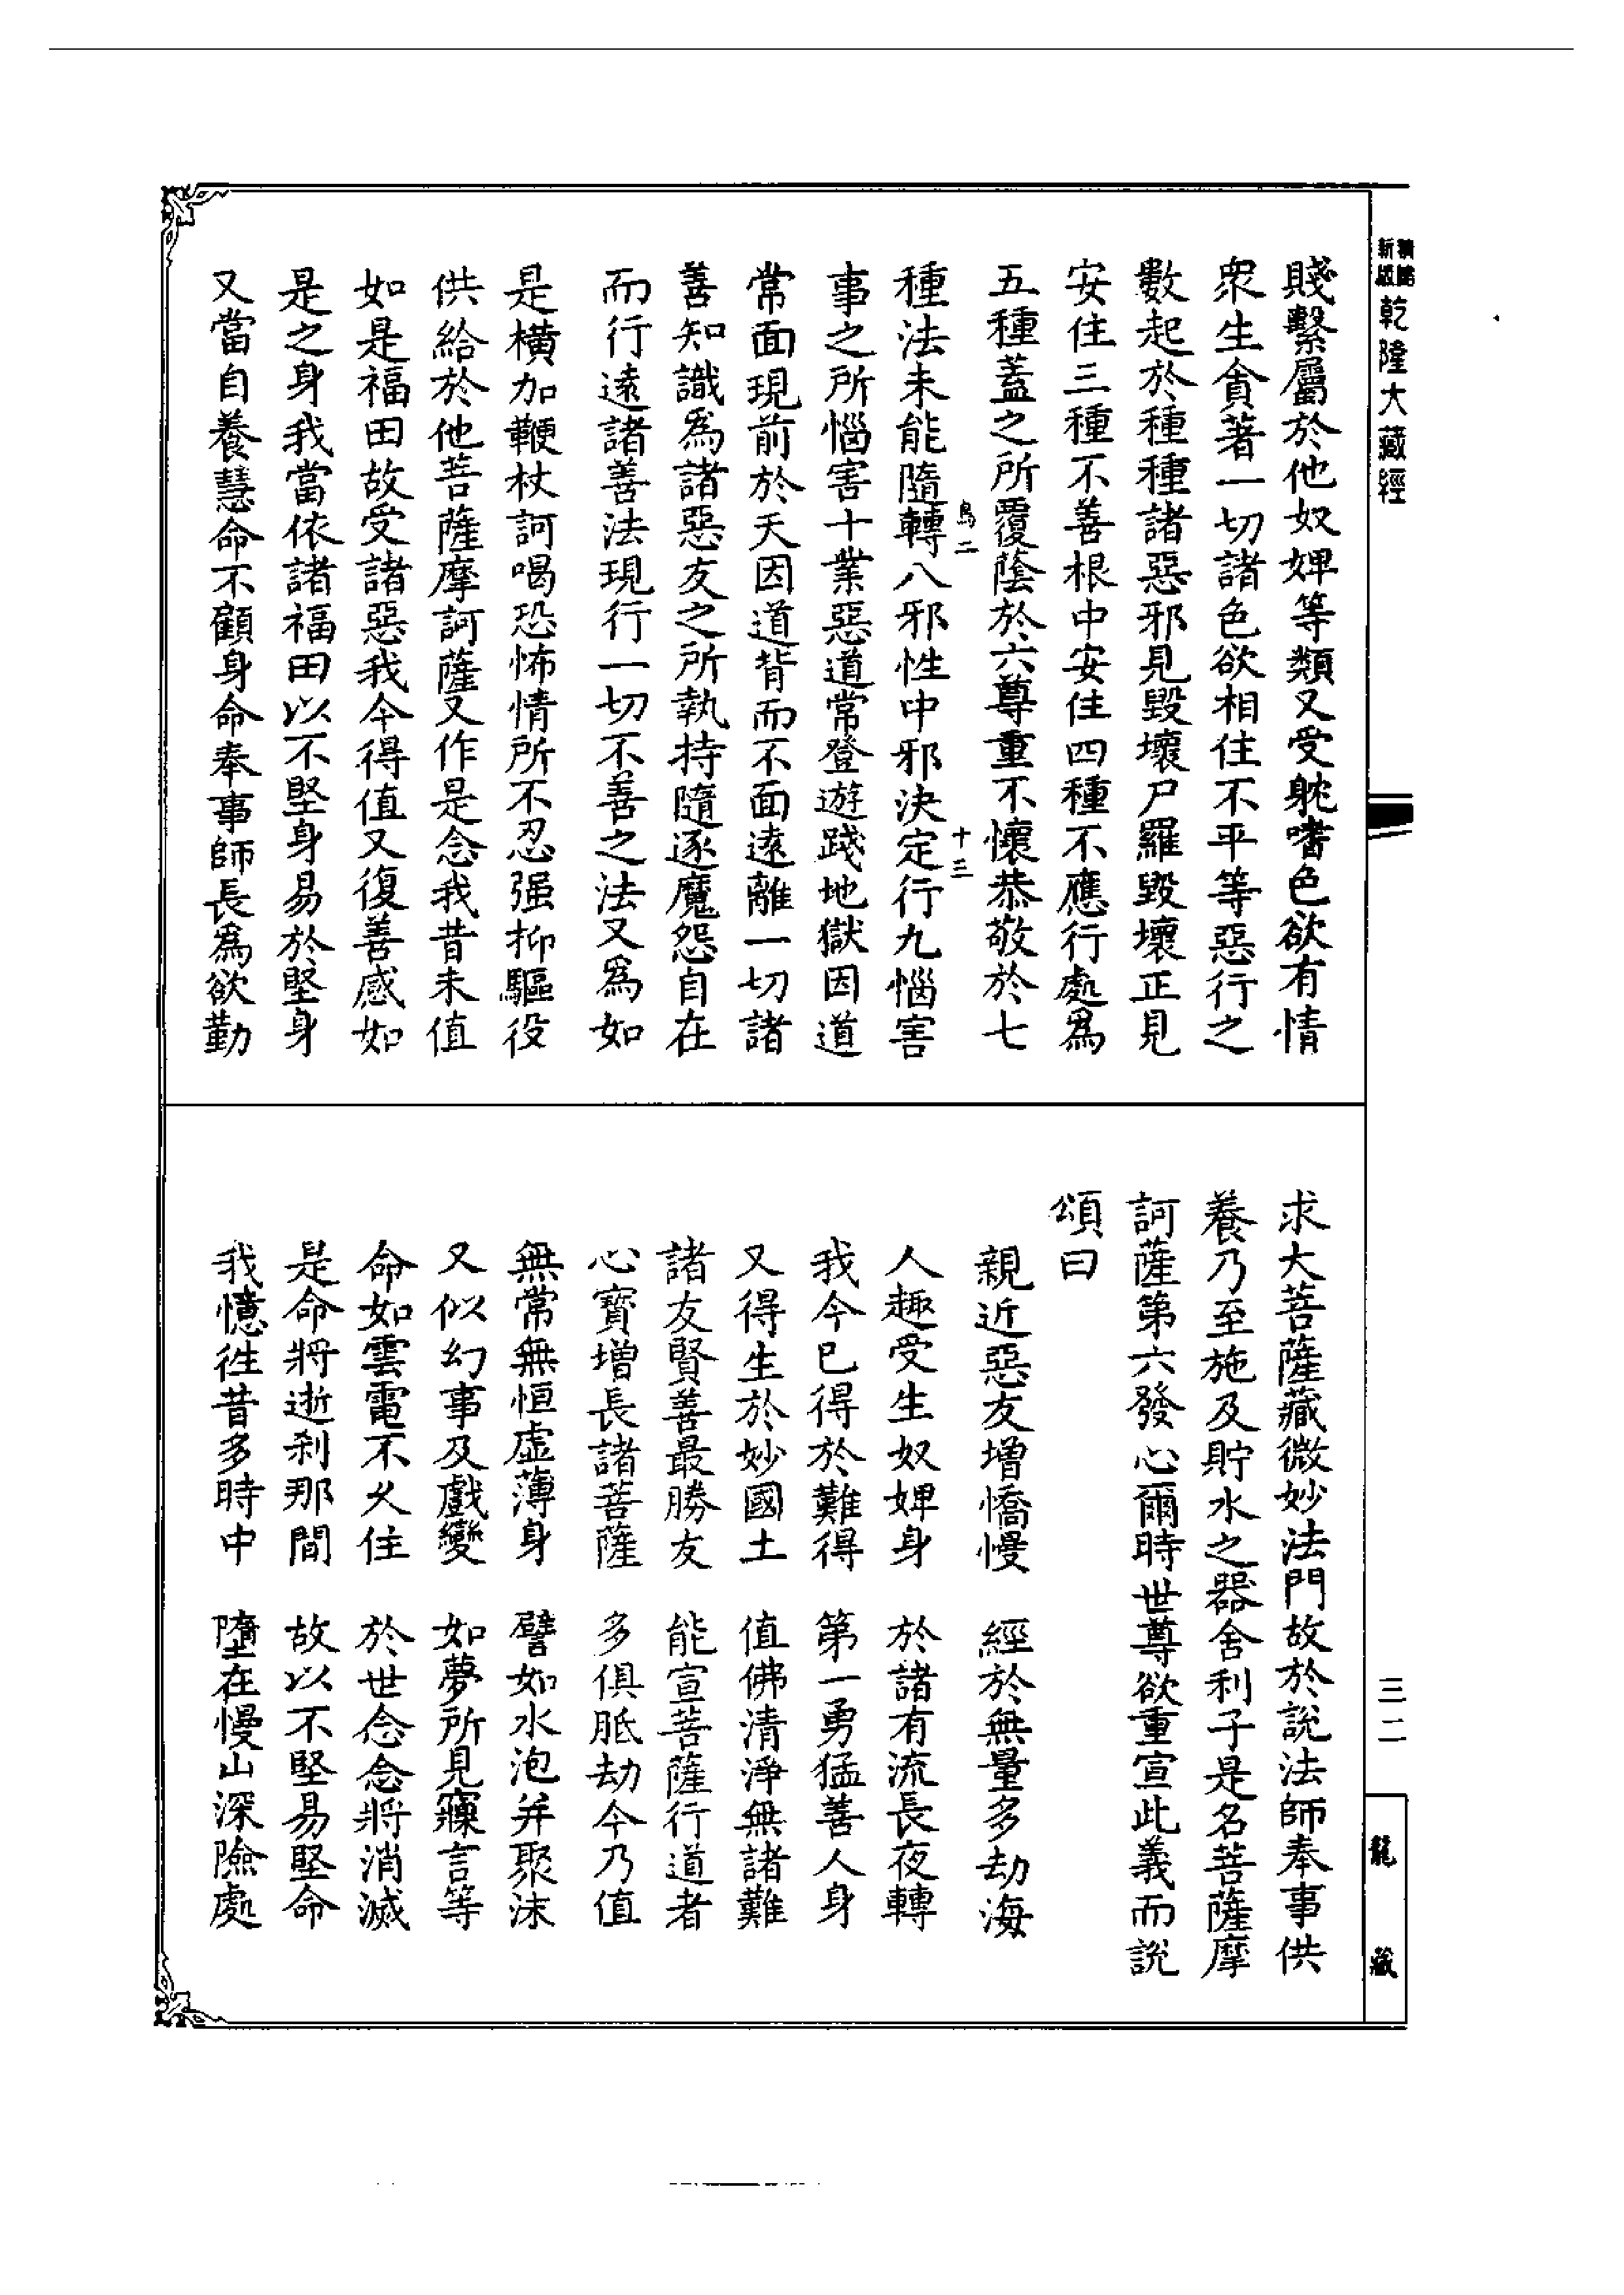 乾隆大藏經
賤繫屬於他奴婢等類又受躭嗜色欲有情
衆生貪著一切諸色欲相住不平等惡行之
數起於種種諸惡邪見毀壞尸羅毀壞正見
安住三種不善根中安住四種不應行處爲
五種蓋之所覆蔭於六尊重不懷恭敬於七
鳥二
十三
種法未能隨轉八邪性中邪決定行九惱害
事之所惱害十業惡道常登遊踐地獄因道
常面現前於天因道背而不面遠離一切諸
善知識爲諸惡友之所執持隨逐魔怨自在
而行遠諸善法現行一切不善之法又爲如
是橫加鞭杖訶喝恐怖情所不忍强抑驅役
供給於他菩薩摩訶薩又作是念我昔未值
如是福田故受諸惡我今得值又復善感如
是之身我當依諸福田以不堅身易於堅身
又當自養慧命不顧身命奉事師長爲欲勤
求大菩薩藏微妙法門故於說法師奉事供
養乃至施及貯水之器舍利子是名菩薩摩
訶薩第六發心爾時世尊欲重宣此義而說
頌曰
親近惡友增憍慢　經於無量多劫海
人趣受生奴婢身　於諸有流長夜轉
我今已得於難得　第一勇猛善人身
又得生於妙國土　值佛清淨無諸難
諸友賢善最勝友　能宣菩薩行道者
心寶增長諸菩薩　多俱胝劫今乃值
無常無恒虛薄身　譬如水泡并聚沫
又似幻事及戲變　如夢所見寱言等
命如雲電不久住　於世念念將消滅
是命將逝剎那間　故以不堅易堅命
我憶徃昔多時中　墮在慢山深險處
三二
龍藏